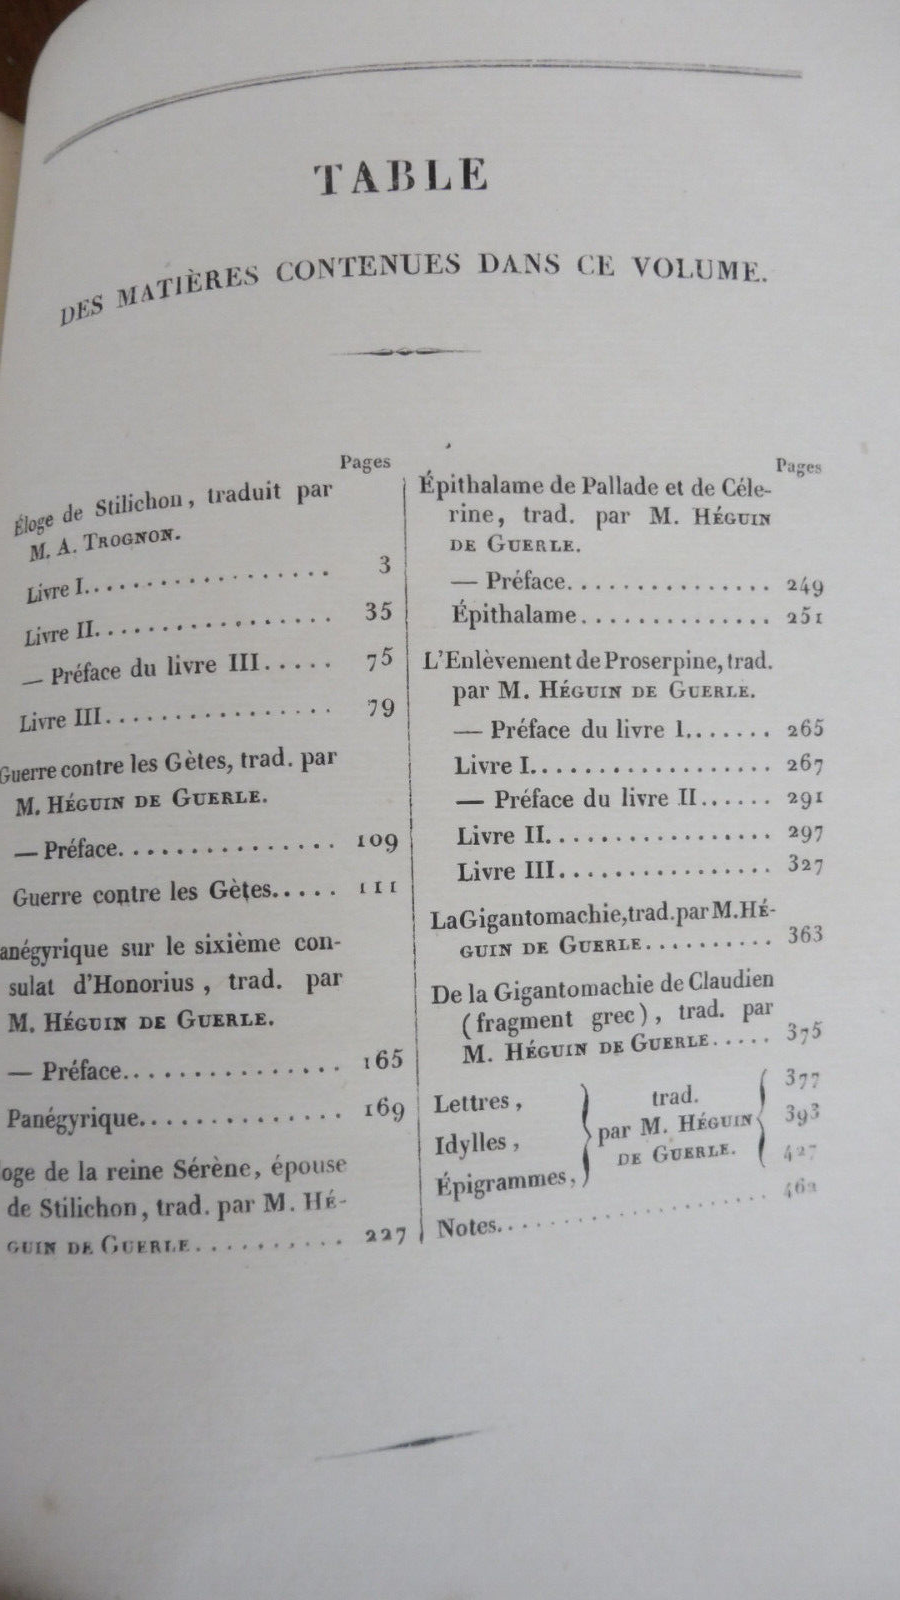 TABLE
DES MATIÈRES CONTENUES DANS CE VOLUME.
Pages
Éloge de Stilichon, traduit par
M. A. TROGNON.
Livre I.................. 3
Livre II.................. 35
— Préface du livre III..... 75
Livre III................. 79
Guerre contre les Gètes, trad. par
M. HÉGUIN DE GUERLE.
— Préface............... 109
Guerre contre les Gètes..... 111
anégyrique sur le sixième con-
sulat d'Honorius, trad. par
M. HÉGUIN DE GUERLE.
— Préface............... 165
Panégyrique.............. 169
loge de la reine Sérène, épouse
de Stilichon, trad. par M. HÉ-
GUIN DE GUERLE........... 227
Pages
Épithalame de Pallade et de Céle-
rine, trad. par M. HÉGUIN
DE GUERLE.
— Préface............... 249
Épithalame.............. 251
L'Enlèvement de Proserpine, trad.
par M. HÉGUIN DE GUERLE.
— Préface du livre I....... 265
Livre I.................. 267
— Préface du livre II...... 291
Livre II................. 297
Livre III................ 327
La Gigantomachie, trad. par M. HÉ-
GUIN DE GUERLE.......... 363
De la Gigantomachie de Claudien
(fragment grec), trad. par
M. HÉGUIN DE GUERLE..... 375
Lettres, 377
Idylles, 393
Épigrammes, 427
trad.
par M. HÉGUIN
DE GUERLE.
Notes.................. 462